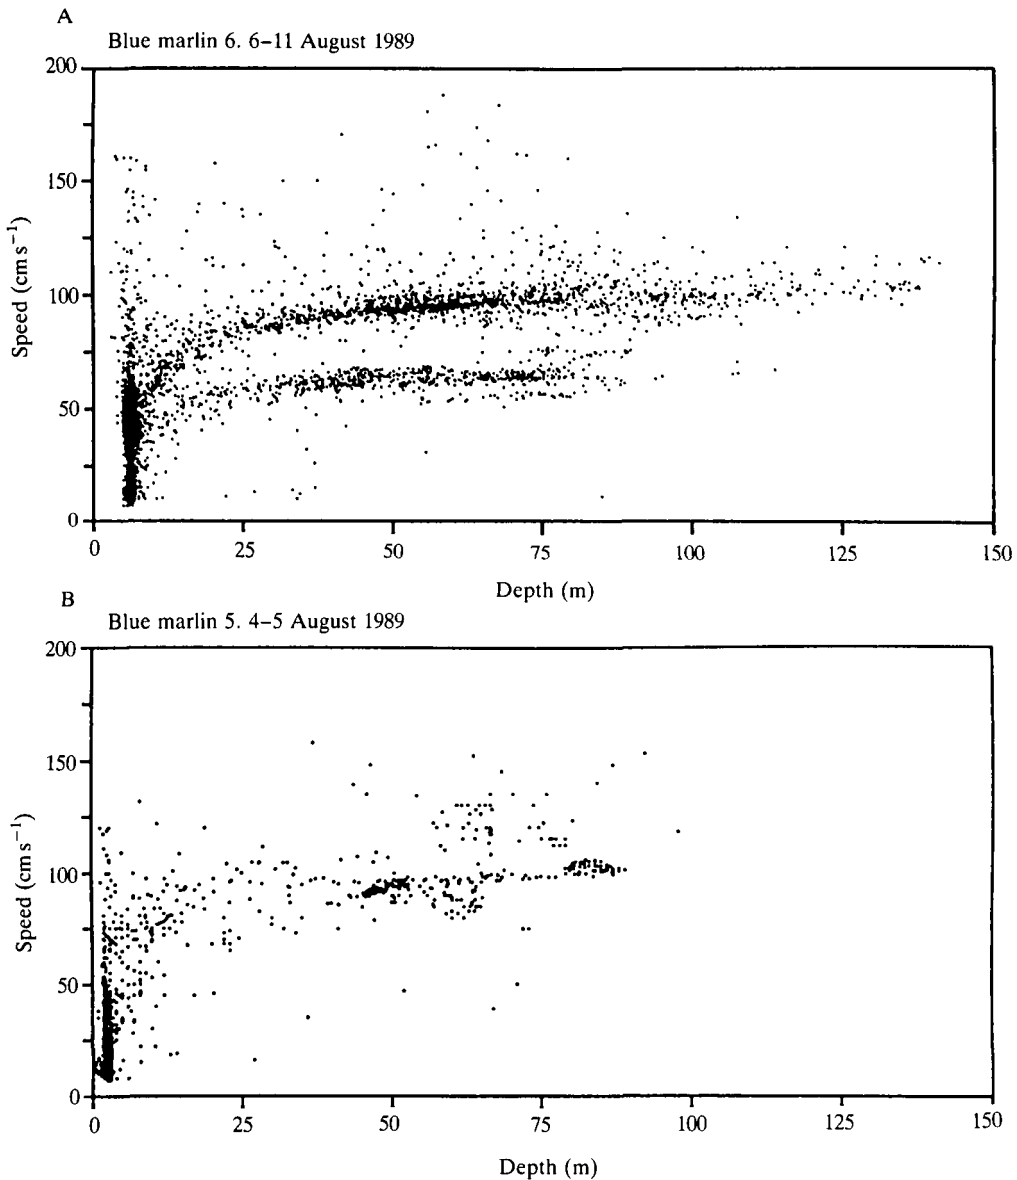 A
Blue marlin 6. 6–11 August 1989
200
150
100
50
0
Speed (cm s⁻¹)
0 25 50 75 100 125 150
Depth (m)
B
Blue marlin 5. 4–5 August 1989
200
150
100
50
0
Speed (cm s⁻¹)
0 25 50 75 100 125 150
Depth (m)